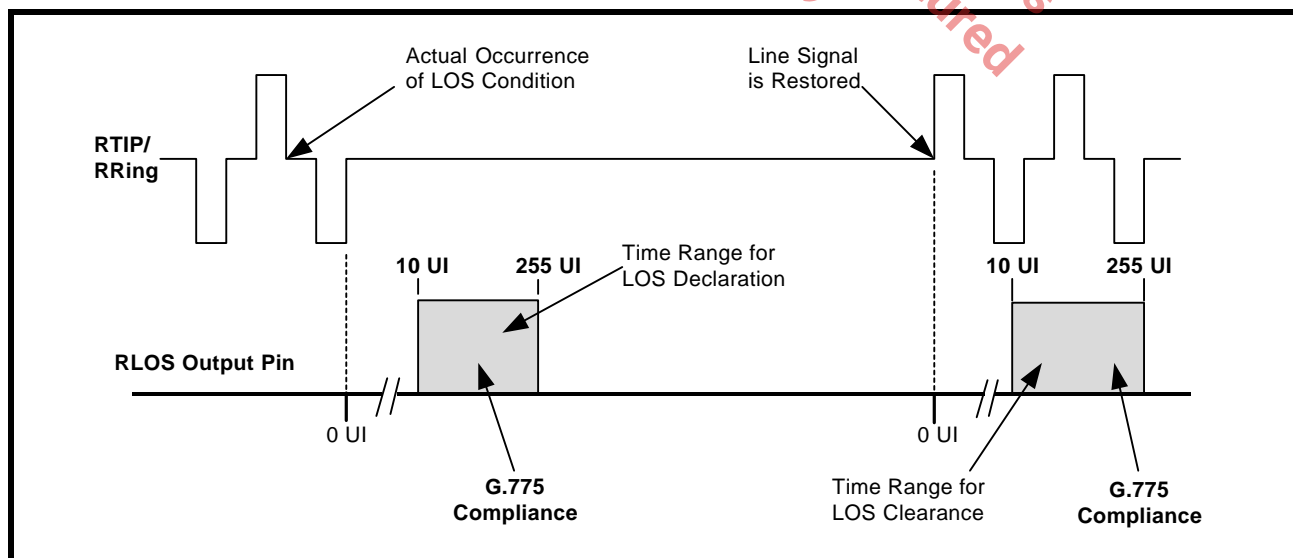 Actual Occurrence
of LOS Condition
Line Signal
is Restored
RTIP/
RRing
10 UI
255 UI
Time Range for
LOS Declaration
10 UI
255 UI
RLOS Output Pin
0 UI
0 UI
G.775
Compliance
Time Range for
LOS Clearance
G.775
Compliance